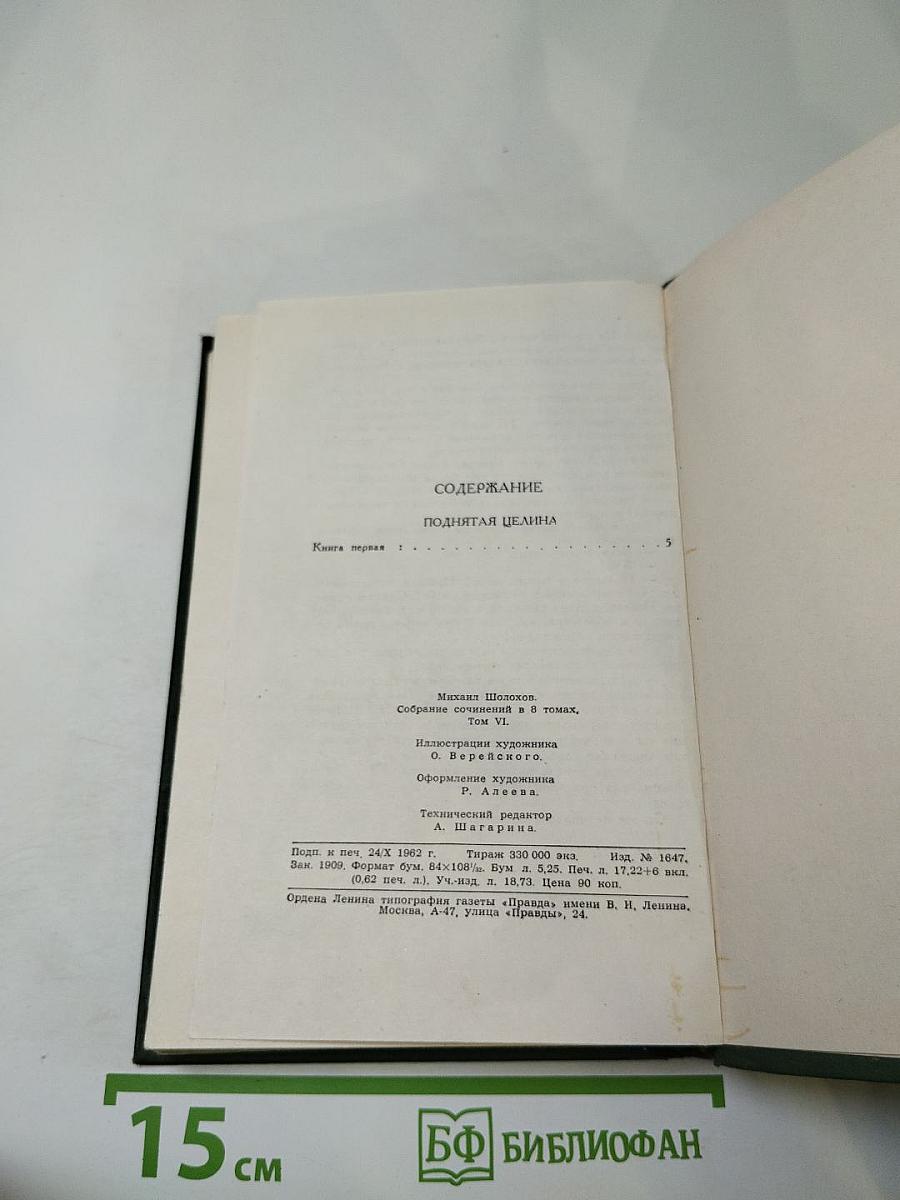 СОДЕРЖАНИЕ
ПОДНЯТАЯ ЦЕЛИНА
Книга первая : . . . . . . . . . . . . . . . . . . 5
Михаил Шолохов.
Собрание сочинений в 8 томах.
Том VI.
Иллюстрации художника
О. Верейского.
Оформление художника
Р. Алеева.
Технический редактор
А. Шагарина.
Подп. к печ. 24/X 1962 г. Тираж 330 000 экз. Изд. № 1647.
Зак. 1909. Формат бум. 84×108¹/₃₂. Бум л. 5,25. Печ. л. 17,22+6 вкл.
(0,62 печ. л.). Уч.-изд. л. 18,73. Цена 90 коп.
Ордена Ленина типография газеты «Правда» имени В. И. Ленина.
Москва, А-47, улица «Правды», 24.
15 см
БФ БИБЛИОФАН